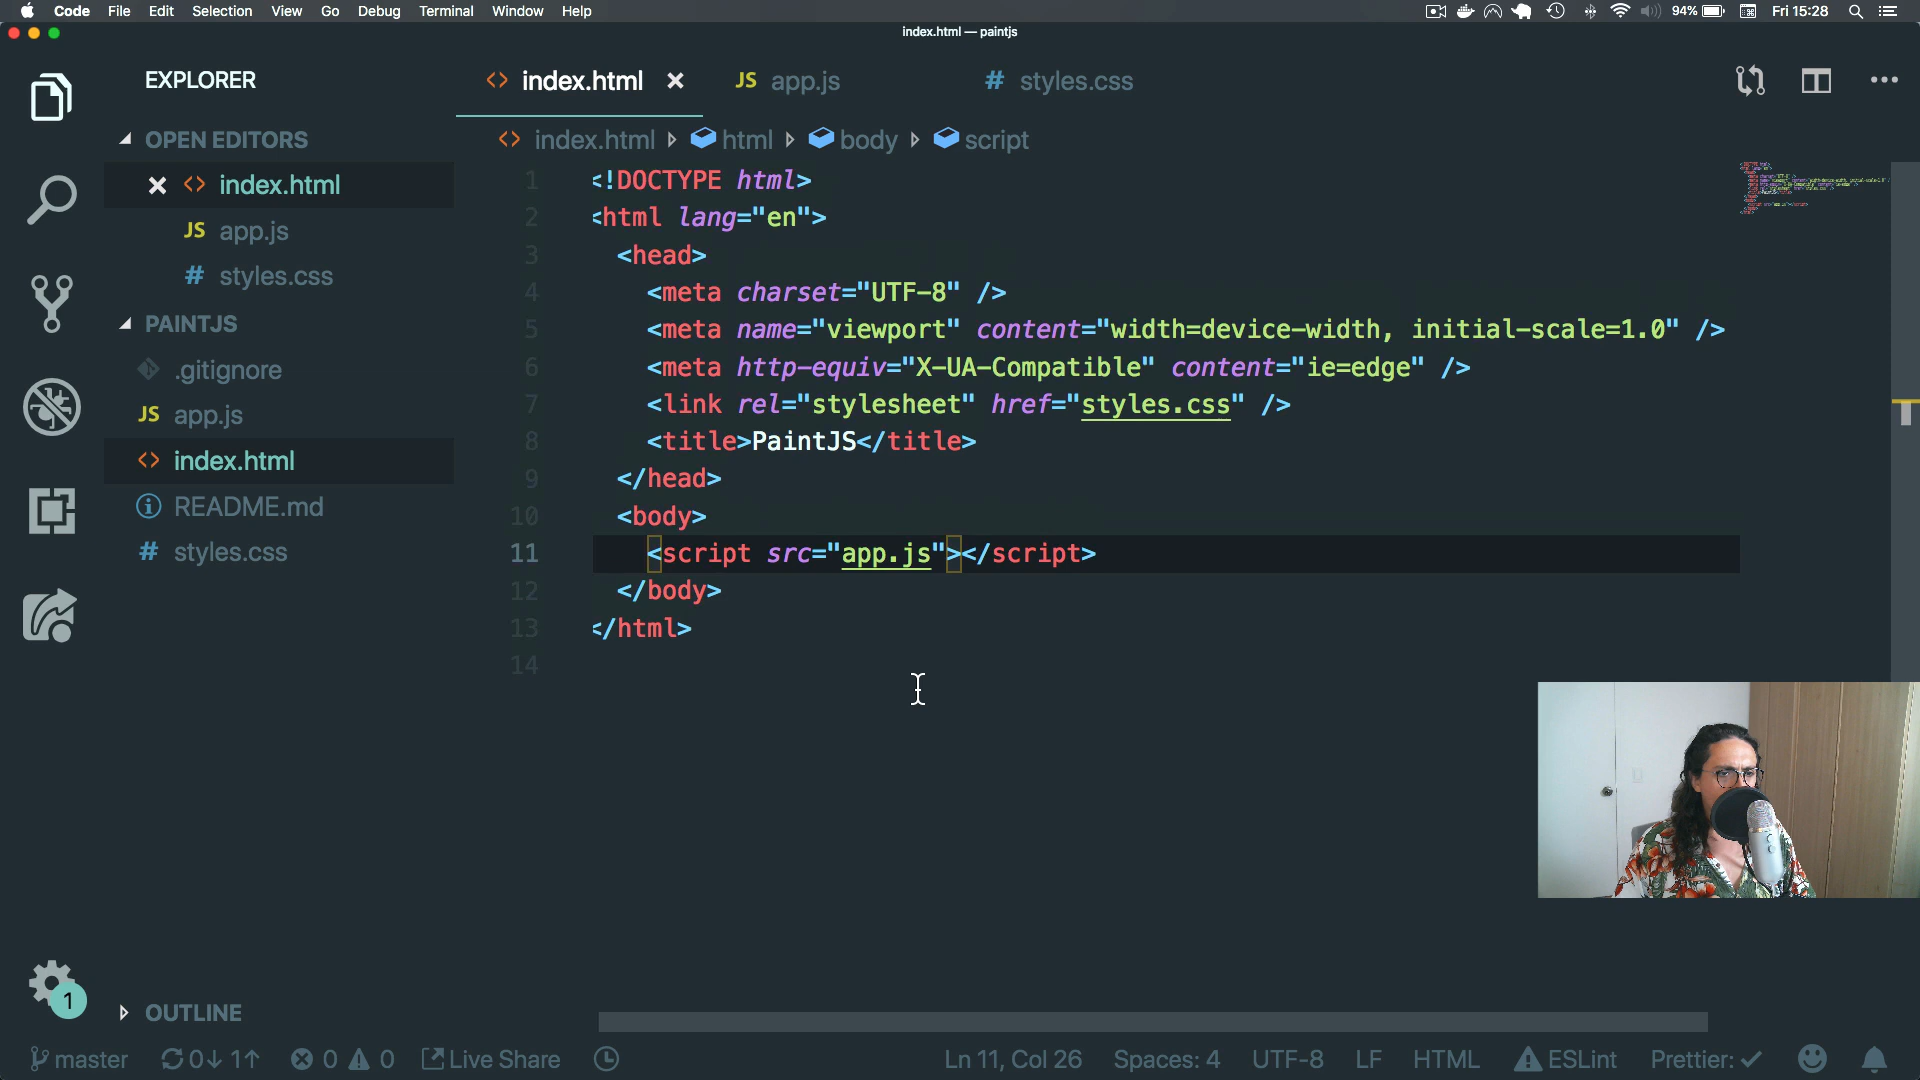 Code File Edit Selection View Go Debug Terminal Window Help 94% Fri 15:28
index.html — paintjs
EXPLORER
OPEN EDITORS
index.html
JS app.js
# styles.css
PAINTJS
.gitignore
JS app.js
index.html
README.md
# styles.css
OUTLINE
index.html JS app.js # styles.css
index.html html body script
1 <!DOCTYPE html>
2 <html lang="en">
3 <head>
4 <meta charset="UTF-8" />
5 <meta name="viewport" content="width=device-width, initial-scale=1.0" />
6 <meta http-equiv="X-UA-Compatible" content="ie=edge" />
7 <link rel="stylesheet" href="styles.css" />
8 <title>PaintJS</title>
9 </head>
10 <body>
11 <script src="app.js"></script>
12 </body>
13 </html>
14
1
master 0↓ 1↑ 0 0 Live Share Ln 11, Col 26 Spaces: 4 UTF-8 LF HTML ESLint Prettier: ✓